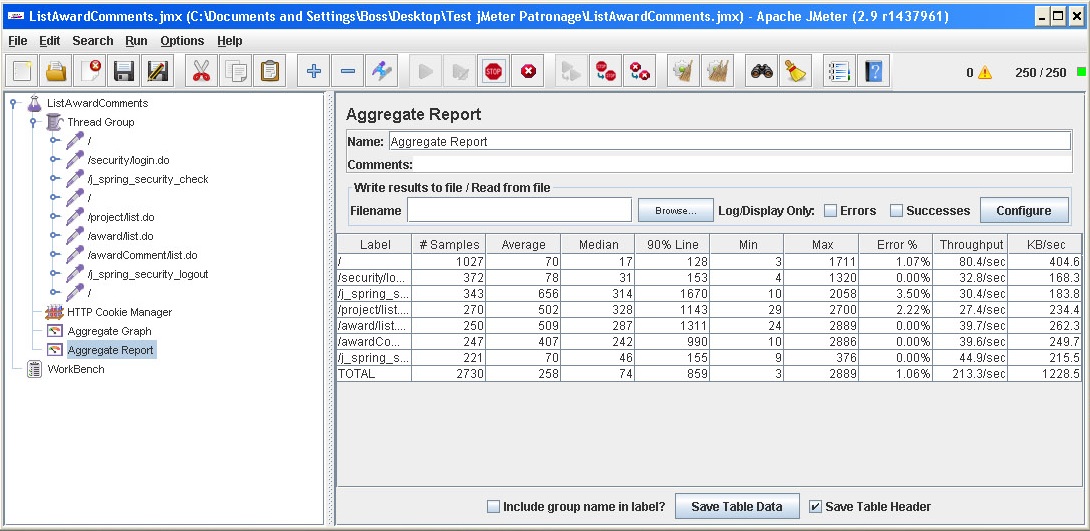 ListAwardComments.jmx (C:\Documents and Settings\Boss\Desktop\Test jMeter Patronage\ListAwardComments.jmx) - Apache JMeter (2.9 r1437961)
File Edit Search Run Options Help
STOP 0 250 / 250
ListAwardComments
Thread Group
/
/security/login.do
/j_spring_security_check
/
/project/list.do
/award/list.do
/awardComment/list.do
/j_spring_security_logout
/
HTTP Cookie Manager
Aggregate Graph
Aggregate Report
WorkBench
Aggregate Report
Name: Aggregate Report
Comments:
Write results to file / Read from file
Filename Browse... Log/Display Only: Errors Successes Configure
Label # Samples Average Median 90% Line Min Max Error % Throughput KB/sec
/ 1027 70 17 128 3 1711 1.07% 80.4/sec 404.6
/security/lo... 372 78 31 153 4 1320 0.00% 32.8/sec 168.3
/j_spring_s... 343 656 314 1670 10 2058 3.50% 30.4/sec 183.8
/project/list.... 270 502 328 1143 29 2700 2.22% 27.4/sec 234.4
/award/list.... 250 509 287 1311 24 2889 0.00% 39.7/sec 262.3
/awardCo... 247 407 242 990 10 2886 0.00% 39.6/sec 249.7
/j_spring_s... 221 70 46 155 9 376 0.00% 44.9/sec 215.5
TOTAL 2730 258 74 859 3 2889 1.06% 213.3/sec 1228.5
Include group name in label? Save Table Data Save Table Header